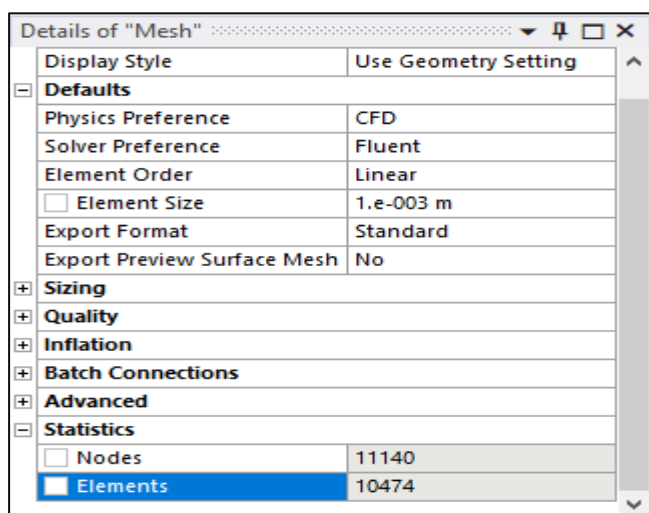 Details of "Mesh"
Display Style Use Geometry Setting
Defaults
Physics Preference CFD
Solver Preference Fluent
Element Order Linear
Element Size 1.e-003 m
Export Format Standard
Export Preview Surface Mesh No
Sizing
Quality
Inflation
Batch Connections
Advanced
Statistics
Nodes 11140
Elements 10474